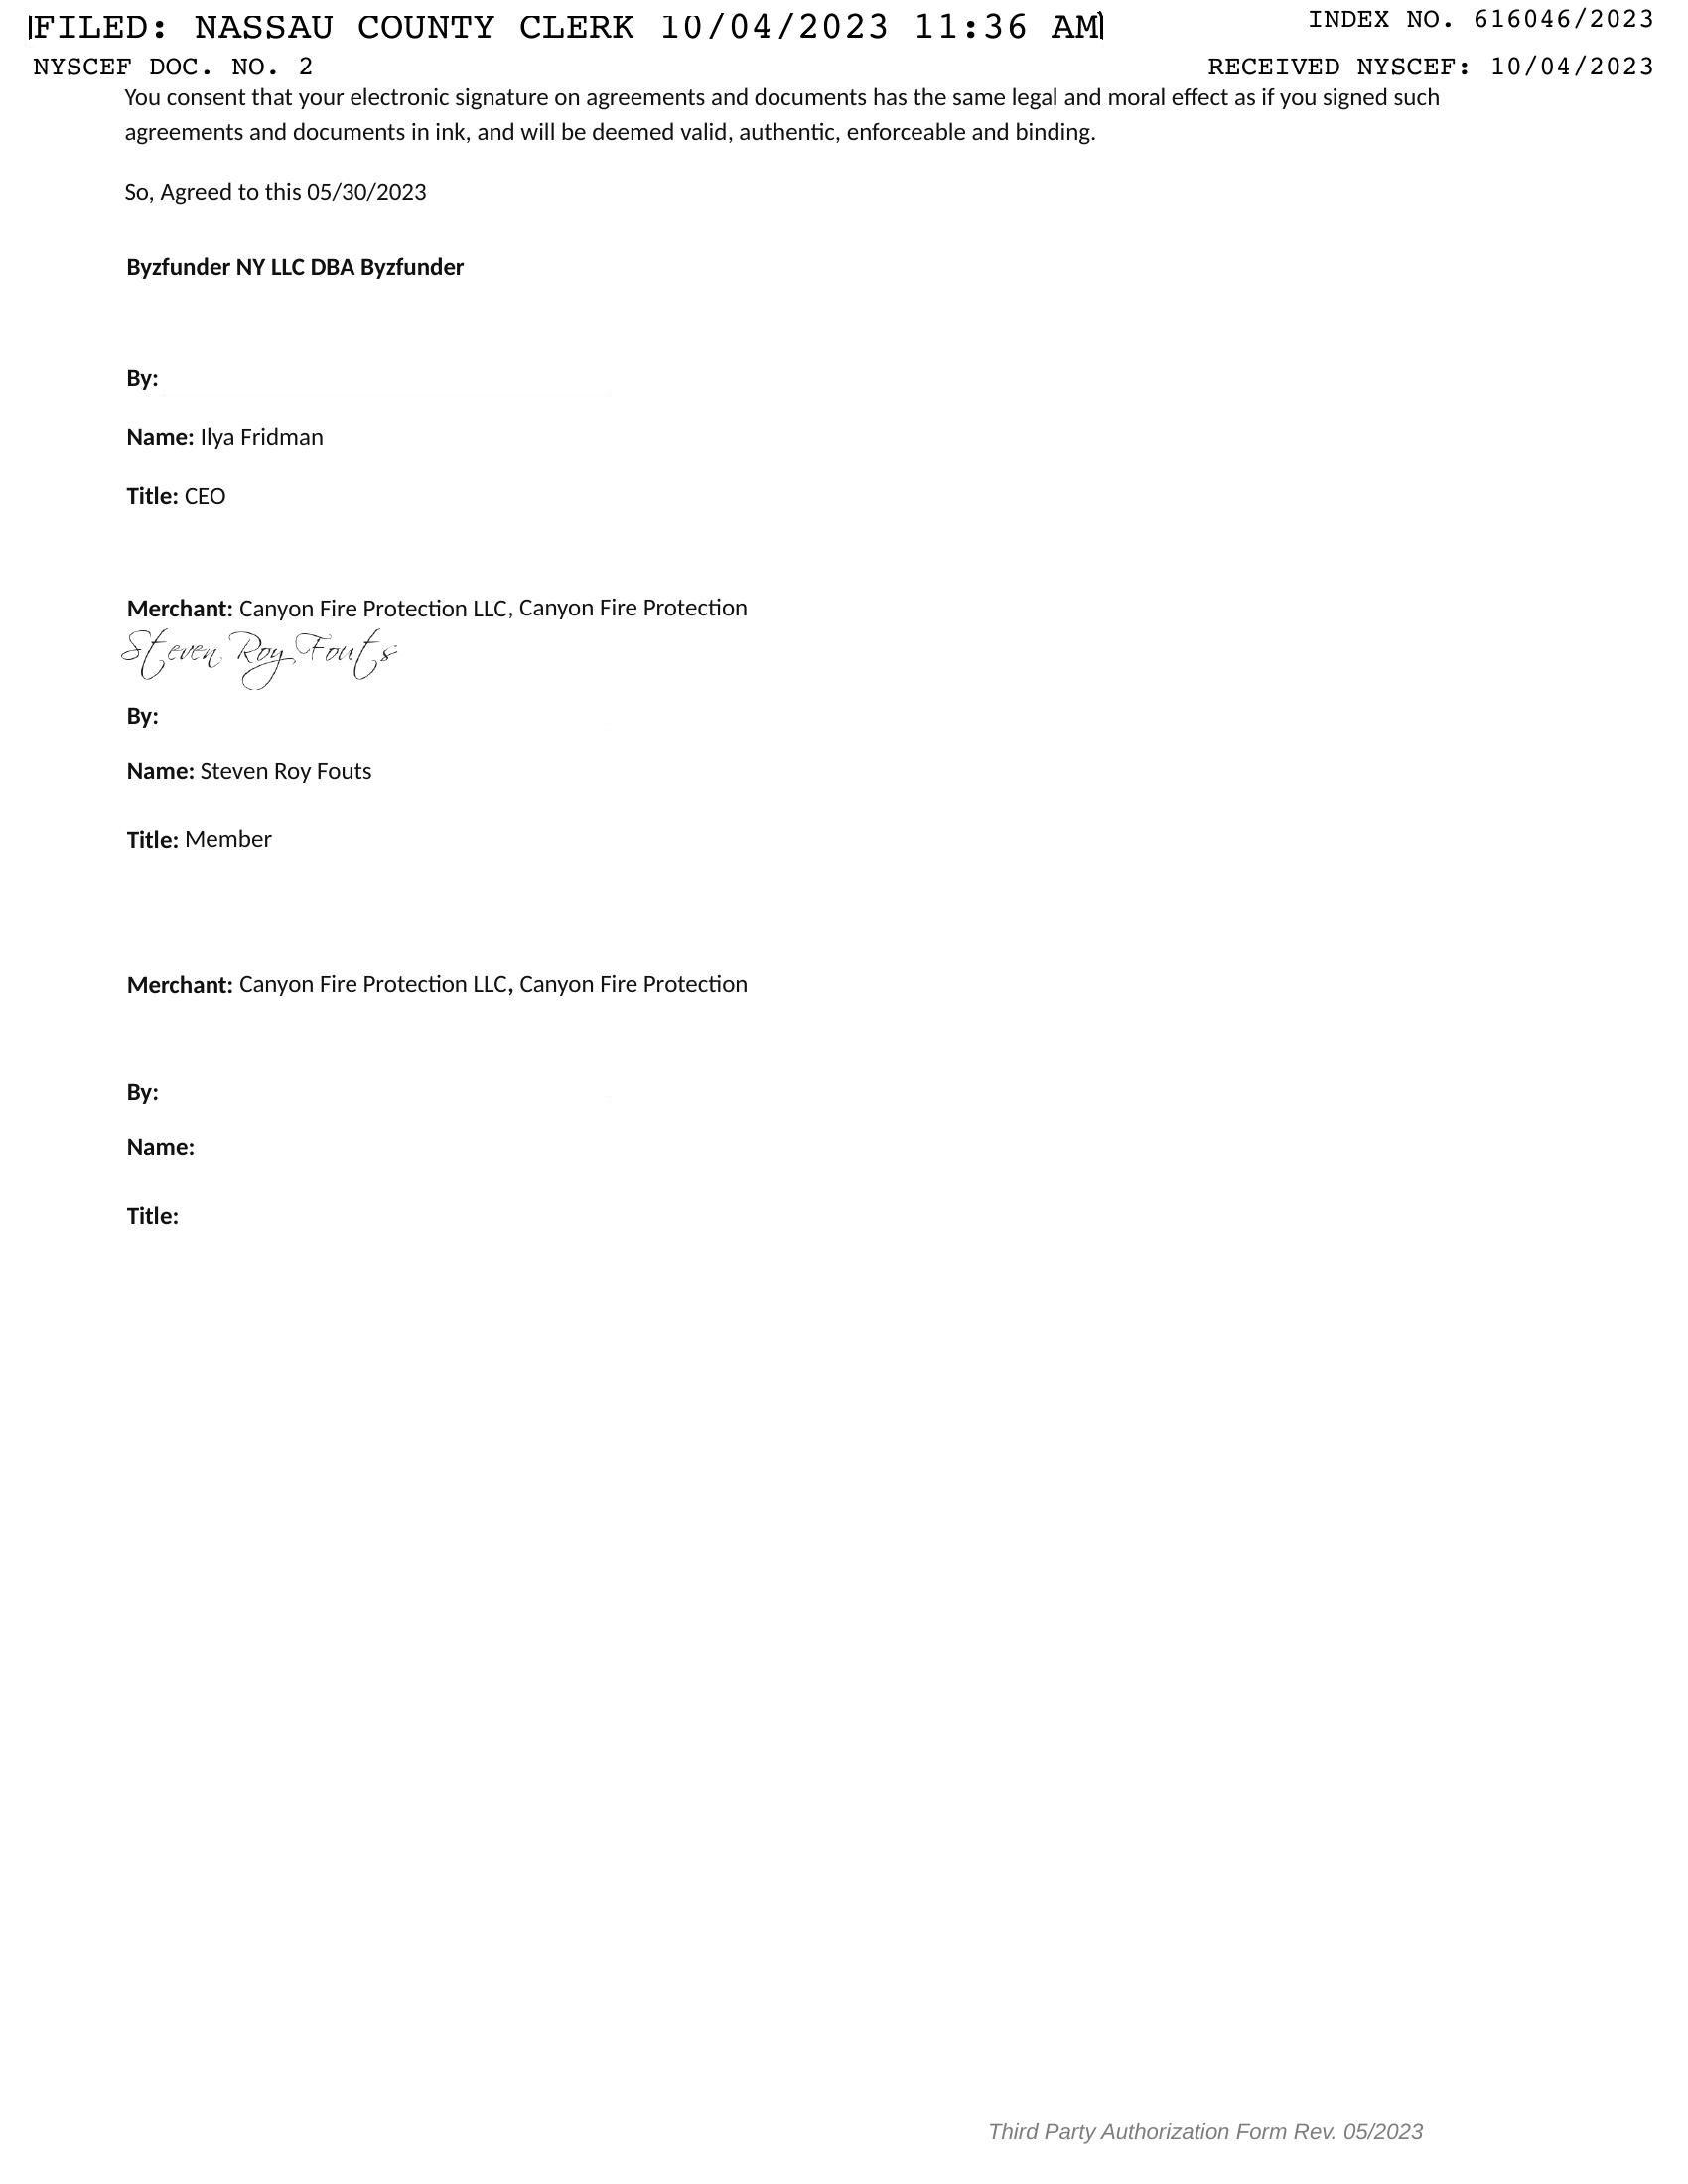 FILED: NASSAU COUNTY CLERK 10/04/2023 11:36 AM
INDEX NO. 616046/2023
NYSCEF DOC. NO. 2
RECEIVED NYSCEF: 10/04/2023
You consent that your electronic signature on agreements and documents has the same legal and moral effect as if you signed such
agreements and documents in ink, and will be deemed valid, authentic, enforceable and binding.
So, Agreed to this 05/30/2023
Byzfunder NY LLC DBA Byzfunder
By:
Name: Ilya Fridman
Title: CEO
Merchant: Canyon Fire Protection LLC, Canyon Fire Protection
Steven Roy Fouts
By:
Name: Steven Roy Fouts
Title: Member
Merchant: Canyon Fire Protection LLC, Canyon Fire Protection
By:
Name:
Title:
Third Party Authorization Form Rev. 05/2023